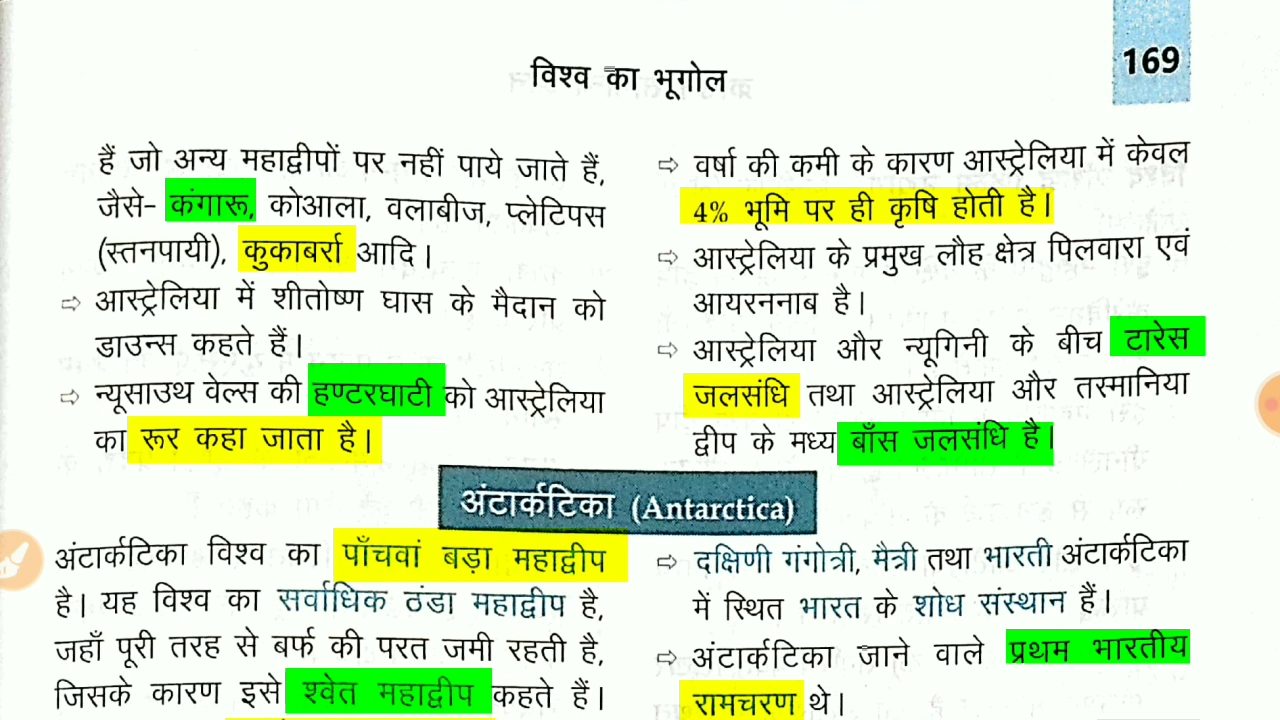 169
विश्व का भूगोल
हैं जो अन्य महाद्वीपों पर नहीं पाये जाते हैं,
जैसे- कंगारू, कोआला, वलाबीज, प्लेटिपस
(स्तनपायी), कुकाबर्रा आदि।
⇨ आस्ट्रेलिया में शीतोष्ण घास के मैदान को
डाउन्स कहते हैं।
⇨ न्यूसाउथ वेल्स की हण्टरघाटी को आस्ट्रेलिया
का रूर कहा जाता है।
⇨ वर्षा की कमी के कारण आस्ट्रेलिया में केवल
4% भूमि पर ही कृषि होती है।
⇨ आस्ट्रेलिया के प्रमुख लौह क्षेत्र पिलवारा एवं
आयरननाब है।
⇨ आस्ट्रेलिया और न्यूगिनी के बीच टारेस
जलसंधि तथा आस्ट्रेलिया और तस्मानिया
द्वीप के मध्य बाँस जलसंधि है।
अंटार्कटिका (Antarctica)
अंटार्कटिका विश्व का पाँचवां बड़ा महाद्वीप
है। यह विश्व का सर्वाधिक ठंडा महाद्वीप है,
जहाँ पूरी तरह से बर्फ की परत जमी रहती है,
जिसके कारण इसे श्वेत महाद्वीप कहते हैं।
⇨ दक्षिणी गंगोत्री, मैत्री तथा भारती अंटार्कटिका
में स्थित भारत के शोध संस्थान हैं।
⇨ अंटार्कटिका जाने वाले प्रथम भारतीय
रामचरण थे।